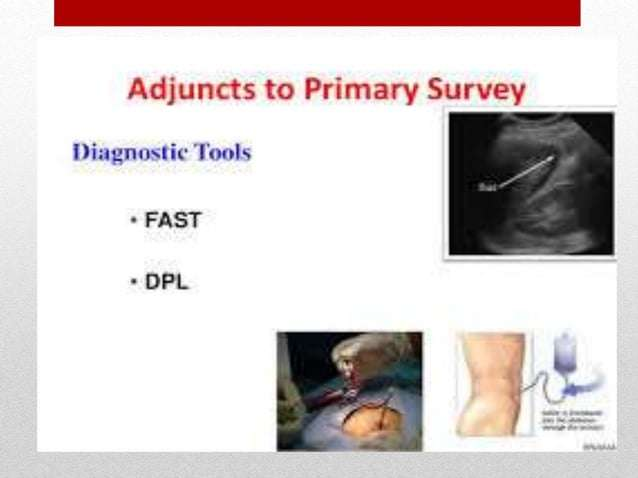 Adjuncts to Primary Survey
Diagnostic Tools
• FAST
• DPL